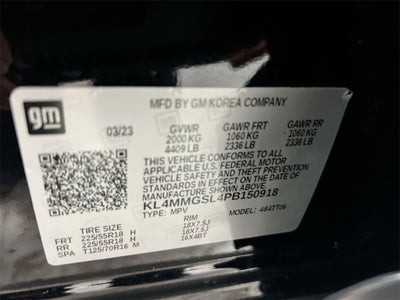 gm
MFD BY GM KOREA COMPANY
03/23
GVWR GAWR FRT GAWR RR
2000 KG 1060 KG 1060 KG
4409 LB 2336 LB 2336 LB
THIS VEHICLE CONFORMS TO ALL
APPLICABLE U.S. FEDERAL MOTOR
VEHICLE SAFETY AND THEFT
PREVENTION STANDARDS IN EFFECT
ON THE DATE OF MANUFACTURE
SHOWN ABOVE.
KL4MMGSL4PB150918
TYPE: MPV MODEL: 4847T06
TIRE SIZE RIM
FRT 225/55R18 H 18X7.5J
RR 225/55R18 H 18X7.5J
SPA T125/70R16 M 16X4BT